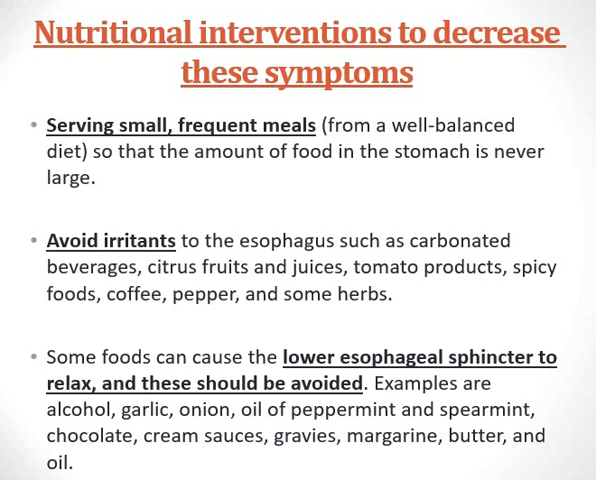 Nutritional interventions to decrease
these symptoms
• Serving small, frequent meals (from a well-balanced
diet) so that the amount of food in the stomach is never
large.
• Avoid irritants to the esophagus such as carbonated
beverages, citrus fruits and juices, tomato products, spicy
foods, coffee, pepper, and some herbs.
• Some foods can cause the lower esophageal sphincter to
relax, and these should be avoided. Examples are
alcohol, garlic, onion, oil of peppermint and spearmint,
chocolate, cream sauces, gravies, margarine, butter, and
oil.